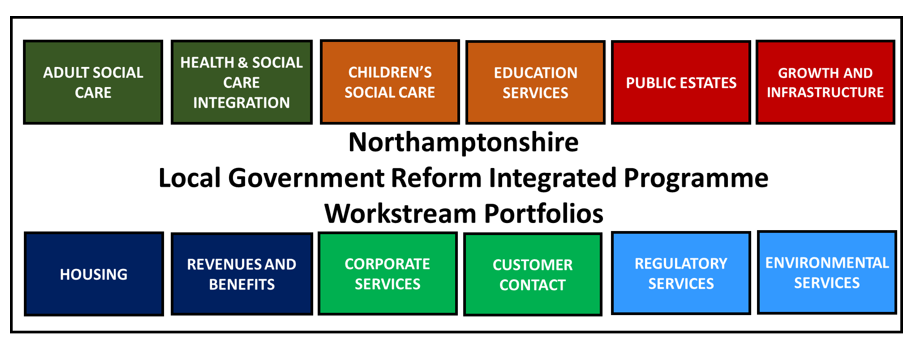 ADULT SOCIAL
CARE
HEALTH & SOCIAL
CARE
INTEGRATION
CHILDREN'S
SOCIAL CARE
EDUCATION
SERVICES
PUBLIC ESTATES
GROWTH AND
INFRASTRUCTURE
Northamptonshire
Local Government Reform Integrated Programme
Workstream Portfolios
HOUSING
REVENUES AND
BENEFITS
CORPORATE
SERVICES
CUSTOMER
CONTACT
REGULATORY
SERVICES
ENVIRONMENTAL
SERVICES